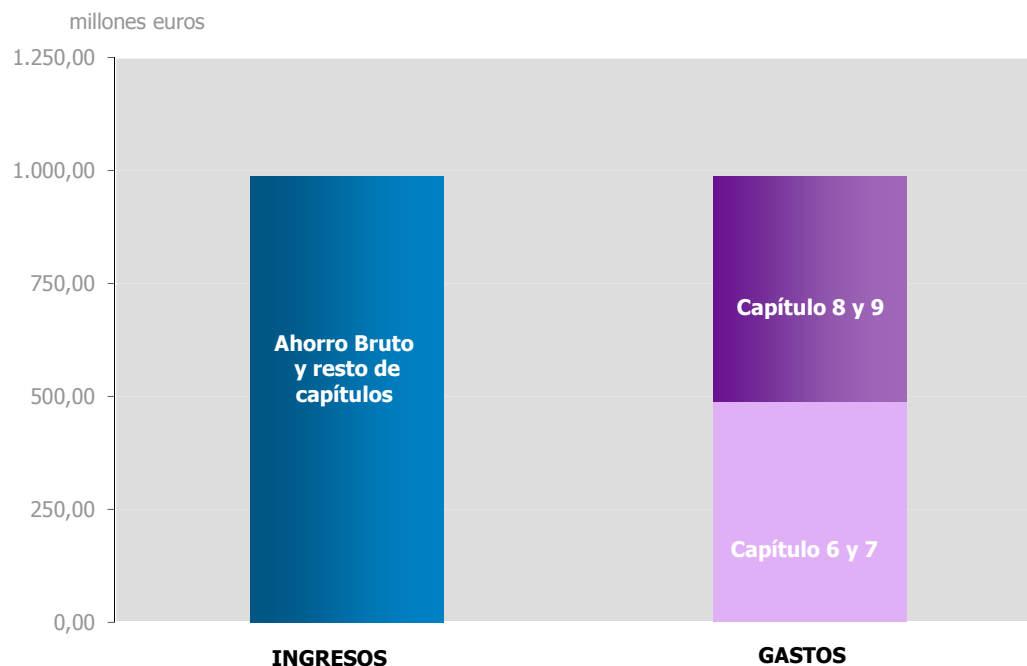 millones euros
1.250,00
1.000,00
750,00
500,00
250,00
0,00
Ahorro Bruto
y resto de
capítulos
Capítulo 8 y 9
Capítulo 6 y 7
INGRESOS
GASTOS